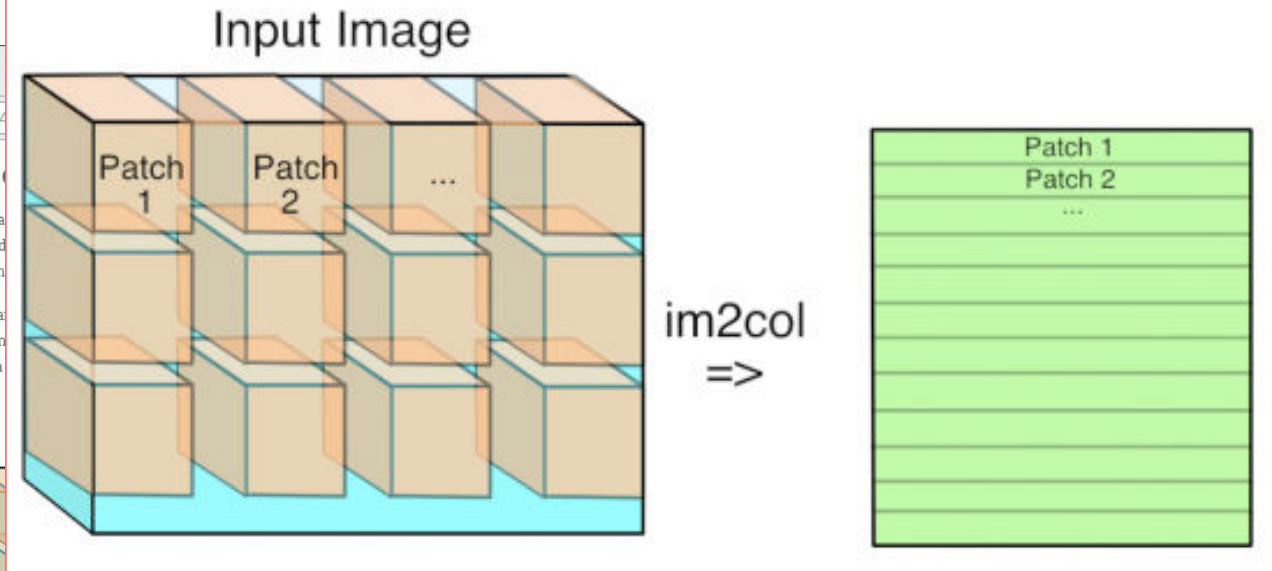 Input Image
Patch
1
Patch
2
...
im2col
=>
Patch 1
Patch 2
...